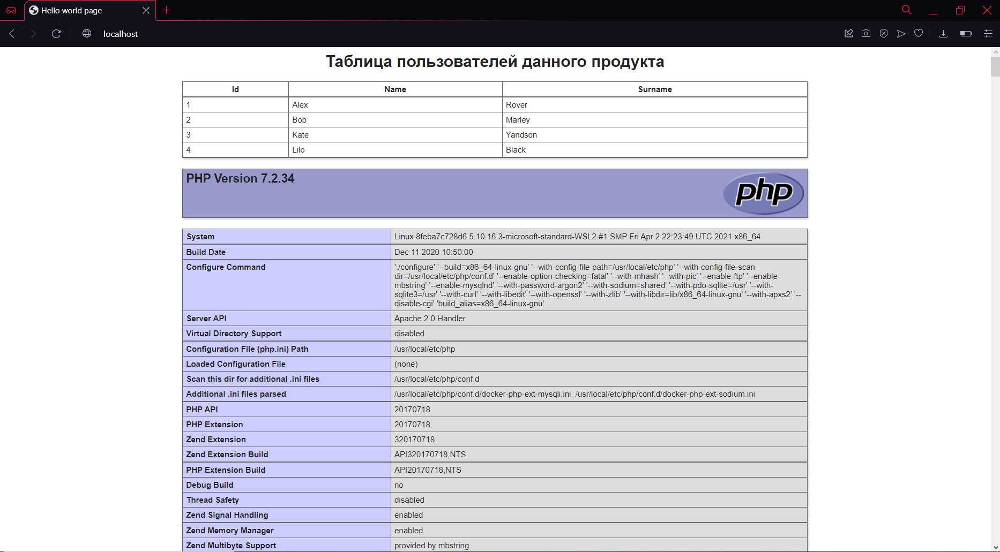 Hello world page
localhost
Таблица пользователей данного продукта
Id Name Surname
1 Alex Rover
2 Bob Marley
3 Kate Yandson
4 Lilo Black
PHP Version 7.2.34
php
System Linux 8feba7c728d6 5.10.16.3-microsoft-standard-WSL2 #1 SMP Fri Apr 2 22:23:49 UTC 2021 x86_64
Build Date Dec 11 2020 10:50:00
Configure Command './configure' '--build=x86_64-linux-gnu' '--with-config-file-path=/usr/local/etc/php' '--with-config-file-scan-
dir=/usr/local/etc/php/conf.d' '--enable-option-checking=fatal' '--with-mhash' '--with-pic' '--enable-ftp' '--enable-
mbstring' '--enable-mysqlnd' '--with-password-argon2' '--with-sodium=shared' '--with-pdo-sqlite=/usr' '--with-
sqlite3=/usr' '--with-curl' '--with-libedit' '--with-openssl' '--with-zlib' '--with-libdir=lib/x86_64-linux-gnu' '--with-apxs2' '--
disable-cgi' 'build_alias=x86_64-linux-gnu'
Server API Apache 2.0 Handler
Virtual Directory Support disabled
Configuration File (php.ini) Path /usr/local/etc/php
Loaded Configuration File (none)
Scan this dir for additional .ini files /usr/local/etc/php/conf.d
Additional .ini files parsed /usr/local/etc/php/conf.d/docker-php-ext-mysqli.ini, /usr/local/etc/php/conf.d/docker-php-ext-sodium.ini
PHP API 20170718
PHP Extension 20170718
Zend Extension 320170718
Zend Extension Build API320170718,NTS
PHP Extension Build API20170718,NTS
Debug Build no
Thread Safety disabled
Zend Signal Handling enabled
Zend Memory Manager enabled
Zend Multibyte Support provided by mbstring